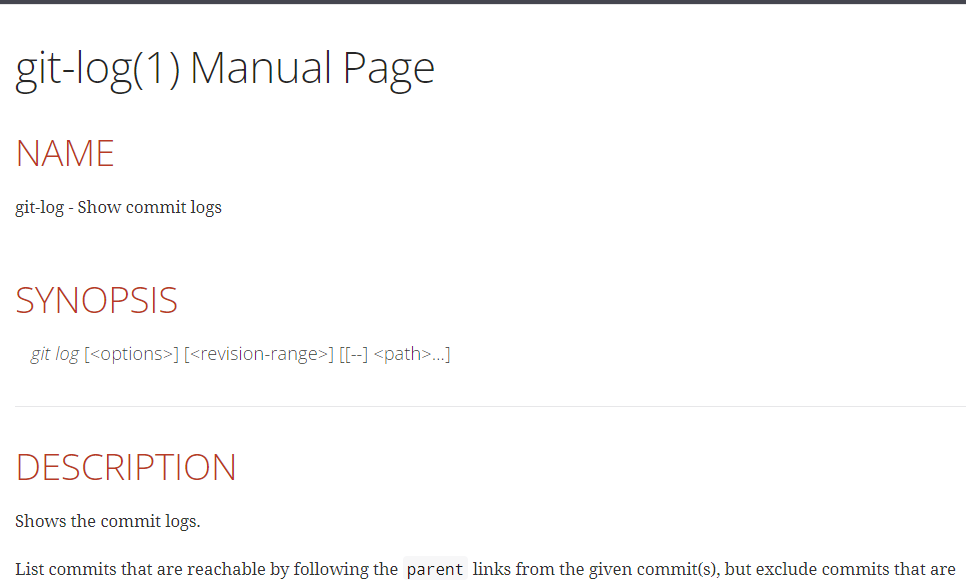 git-log(1) Manual Page
NAME
git-log - Show commit logs
SYNOPSIS
git log [<options>] [<revision-range>] [[--] <path>...]
DESCRIPTION
Shows the commit logs.
List commits that are reachable by following the parent links from the given commit(s), but exclude commits that are